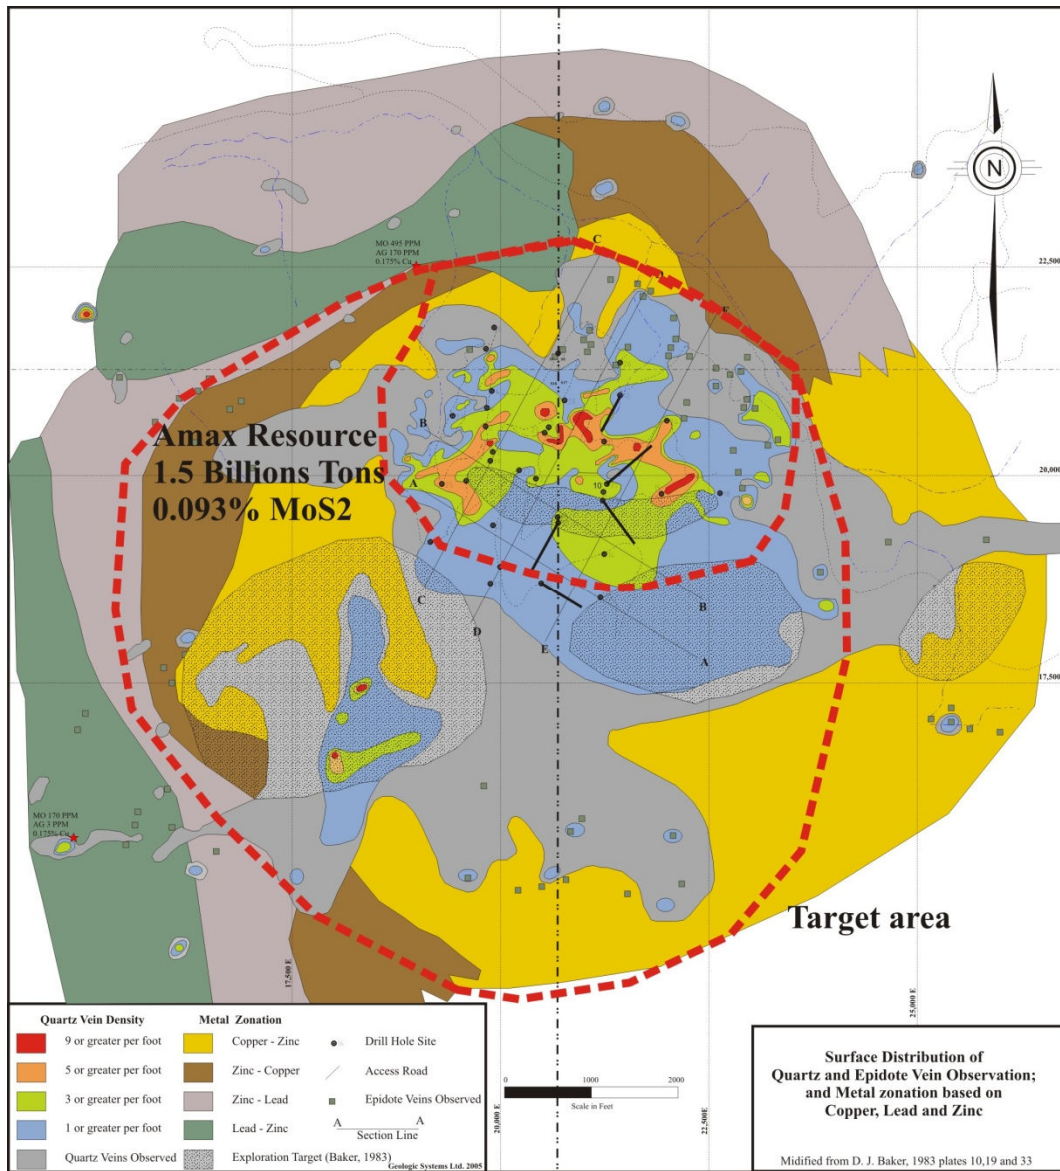 N
C
MO 495 PPM
AG 170 PPM
0.175% Cu
22,500
B
Amax Resource
1.5 Billions Tons
0.093% MoS2
A
10
20,000
C
D
E
B
A
17,500
MO 170 PPM
AG 3 PPM
0.175% Cu
Target area
17,500 E
20,000 E
22,500E
25,000 E
Quartz Vein Density
9 or greater per foot
5 or greater per foot
3 or greater per foot
1 or greater per foot
Quartz Veins Observed
Metal Zonation
Copper - Zinc
Zinc - Copper
Zinc - Lead
Lead - Zinc
Exploration Target (Baker, 1983)
Drill Hole Site
Access Road
Epidote Veins Observed
A A
Section Line
Geologic Systems Ltd. 2005
0 1000 2000
Scale in Feet
Surface Distribution of
Quartz and Epidote Vein Observation;
and Metal zonation based on
Copper, Lead and Zinc
Midified from D. J. Baker, 1983 plates 10,19 and 33